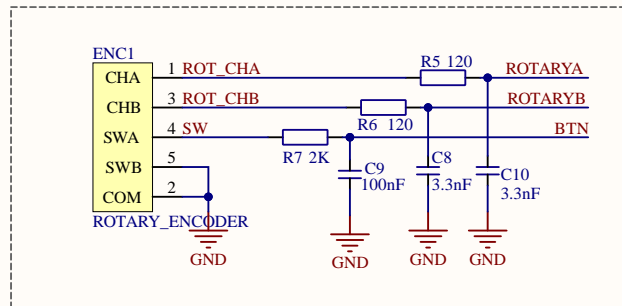 ENC1
CHA 1 ROT_CHA R5 120 ROTARYA
CHB 3 ROT_CHB R6 120 ROTARYB
SWA 4 SW R7 2K BTN
SWB 5
COM 2
C9 100nF
C8 3.3nF
C10 3.3nF
ROTARY_ENCODER
GND GND GND GND